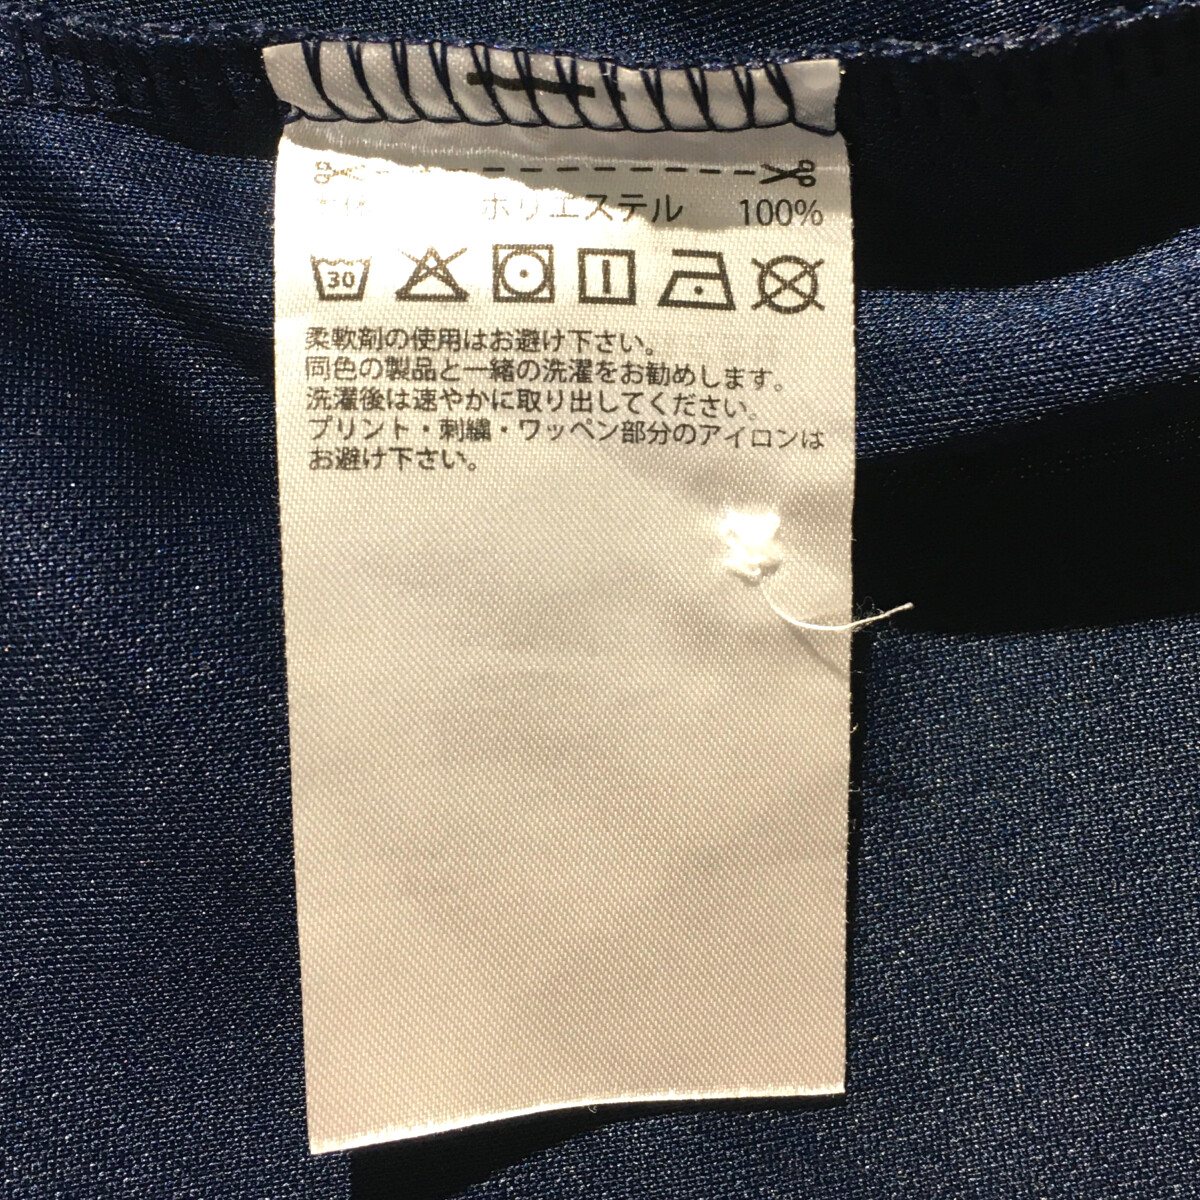 ポリエステル 100%
30
柔軟剤の使用はお避け下さい。
同色の製品と一緒の洗濯をお勧めします。
洗濯後は速やかに取り出してください。
プリント・刺繍・ワッペン部分のアイロンは
お避け下さい。